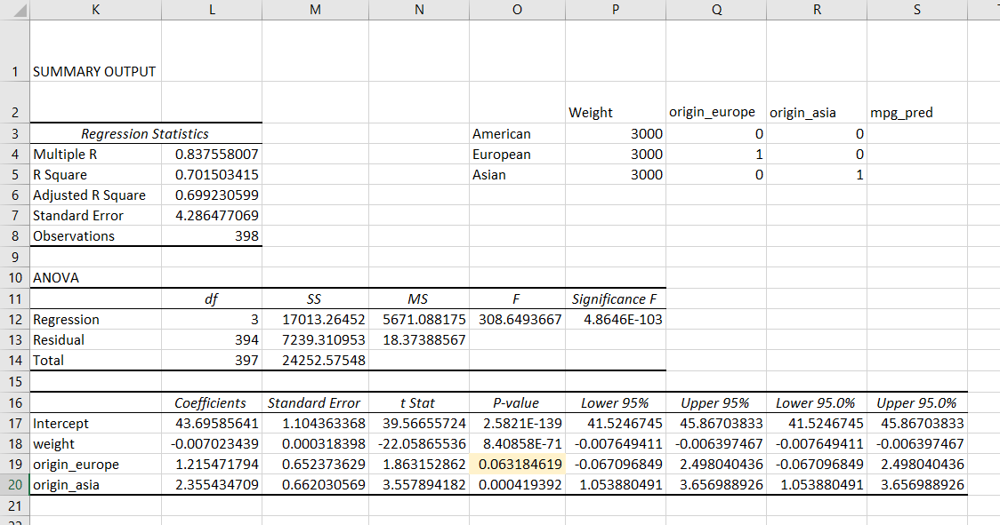 K L M N O P Q R S
1 SUMMARY OUTPUT
2 Weight origin_europe origin_asia mpg_pred
3 Regression Statistics American 3000 0 0
4 Multiple R 0.837558007 European 3000 1 0
5 R Square 0.701503415 Asian 3000 0 1
6 Adjusted R Square 0.699230599
7 Standard Error 4.286477069
8 Observations 398
9
10 ANOVA
11 df SS MS F Significance F
12 Regression 3 17013.26452 5671.088175 308.6493667 4.8646E-103
13 Residual 394 7239.310953 18.37388567
14 Total 397 24252.57548
15
16 Coefficients Standard Error t Stat P-value Lower 95% Upper 95% Lower 95.0% Upper 95.0%
17 Intercept 43.69585641 1.104363368 39.56655724 2.5821E-139 41.5246745 45.86703833 41.5246745 45.86703833
18 weight -0.007023439 0.000318398 -22.05865536 8.40858E-71 -0.007649411 -0.006397467 -0.007649411 -0.006397467
19 origin_europe 1.215471794 0.652373629 1.863152862 0.063184619 -0.067096849 2.498040436 -0.067096849 2.498040436
20 origin_asia 2.355434709 0.662030569 3.557894182 0.000419392 1.053880491 3.656988926 1.053880491 3.656988926
21